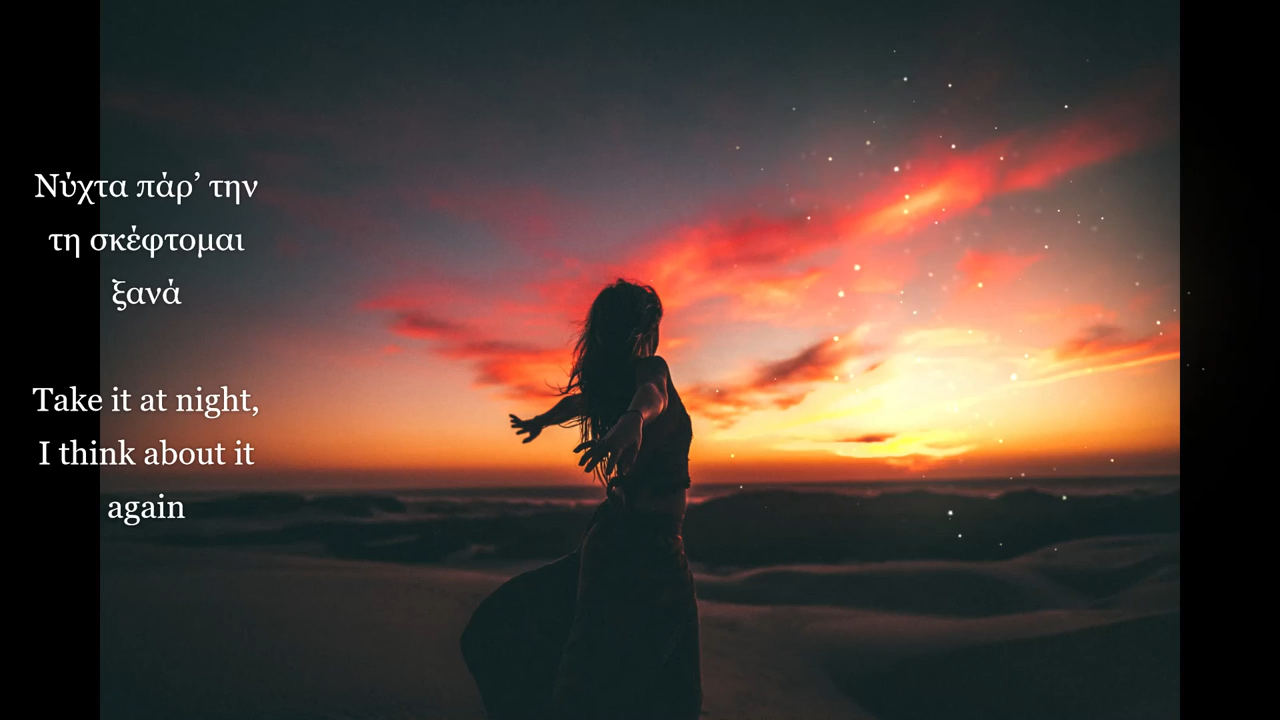 Νύχτα πάρ’ την
τη σκέφτομαι
ξανά
Take it at night,
I think about it
again